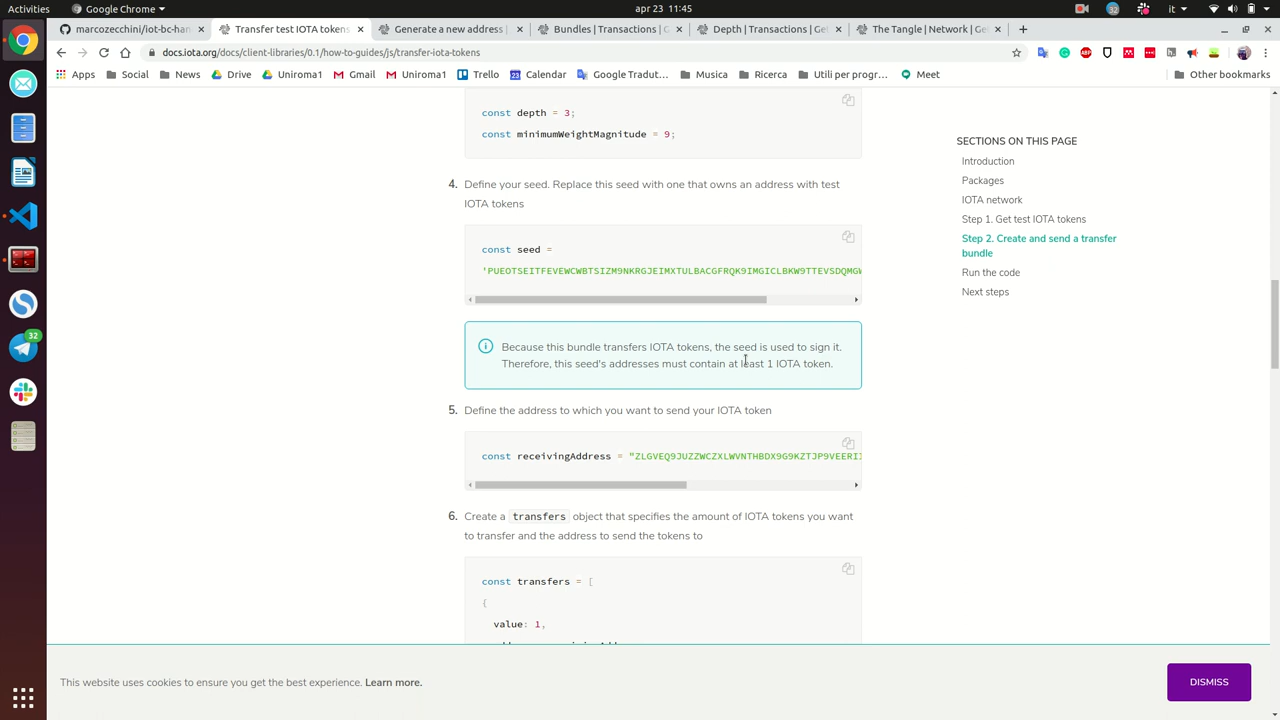 Activities
Google Chrome
apr 23 11:45
32
it
marcozecchini/iot-bc-han
Transfer test IOTA tokens
Generate a new address |
Bundles | Transactions | G
Depth | Transactions | Get
The Tangle | Network | Ge
docs.iota.org/docs/client-libraries/0.1/how-to-guides/js/transfer-iota-tokens
Apps
Social
News
Drive
Uniroma1
Gmail
Uniroma1
Trello
Calendar
Google Tradut...
Musica
Ricerca
Utili per progr...
Meet
Other bookmarks
const depth = 3;
const minimumWeightMagnitude = 9;
4. Define your seed. Replace this seed with one that owns an address with test
IOTA tokens
const seed =
'PUEOTSEITFEVEWCWBTSIZM9NKRGJEIMXTULBACGFRQK9IMGICLBKW9TTEVSDQMGW
Because this bundle transfers IOTA tokens, the seed is used to sign it.
Therefore, this seed's addresses must contain at least 1 IOTA token.
5. Define the address to which you want to send your IOTA token
const receivingAddress = "ZLGVEQ9JUZZWCZXLWVNTHBDX9G9KZTJP9VEERII
6. Create a transfers object that specifies the amount of IOTA tokens you want
to transfer and the address to send the tokens to
const transfers = [
{
value: 1,
SECTIONS ON THIS PAGE
Introduction
Packages
IOTA network
Step 1. Get test IOTA tokens
Step 2. Create and send a transfer
bundle
Run the code
Next steps
32
This website uses cookies to ensure you get the best experience. Learn more.
DISMISS